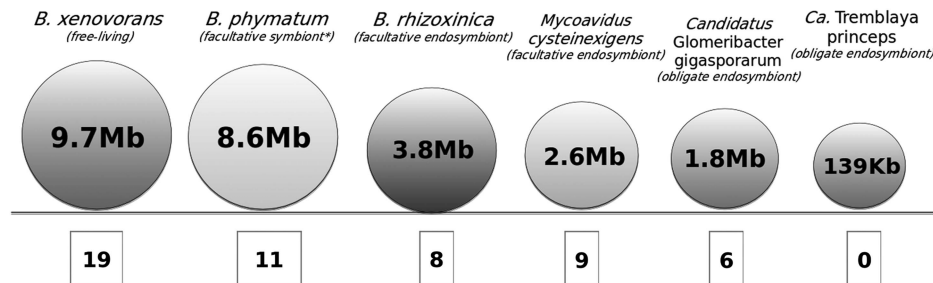 B. xenovorans
(free-living)
B. phymatum
(facultative symbiont*)
B. rhizoxinica
(facultative endosymbiont)
Mycoavidus
cysteinexigens
(facultative endosymbiont)
Candidatus
Glomeribacter
gigasporarum
(obligate endosymbiont)
Ca. Tremblaya
princeps
(obligate endosymbiont)
9.7Mb
8.6Mb
3.8Mb
2.6Mb
1.8Mb
139Kb
19
11
8
9
6
0